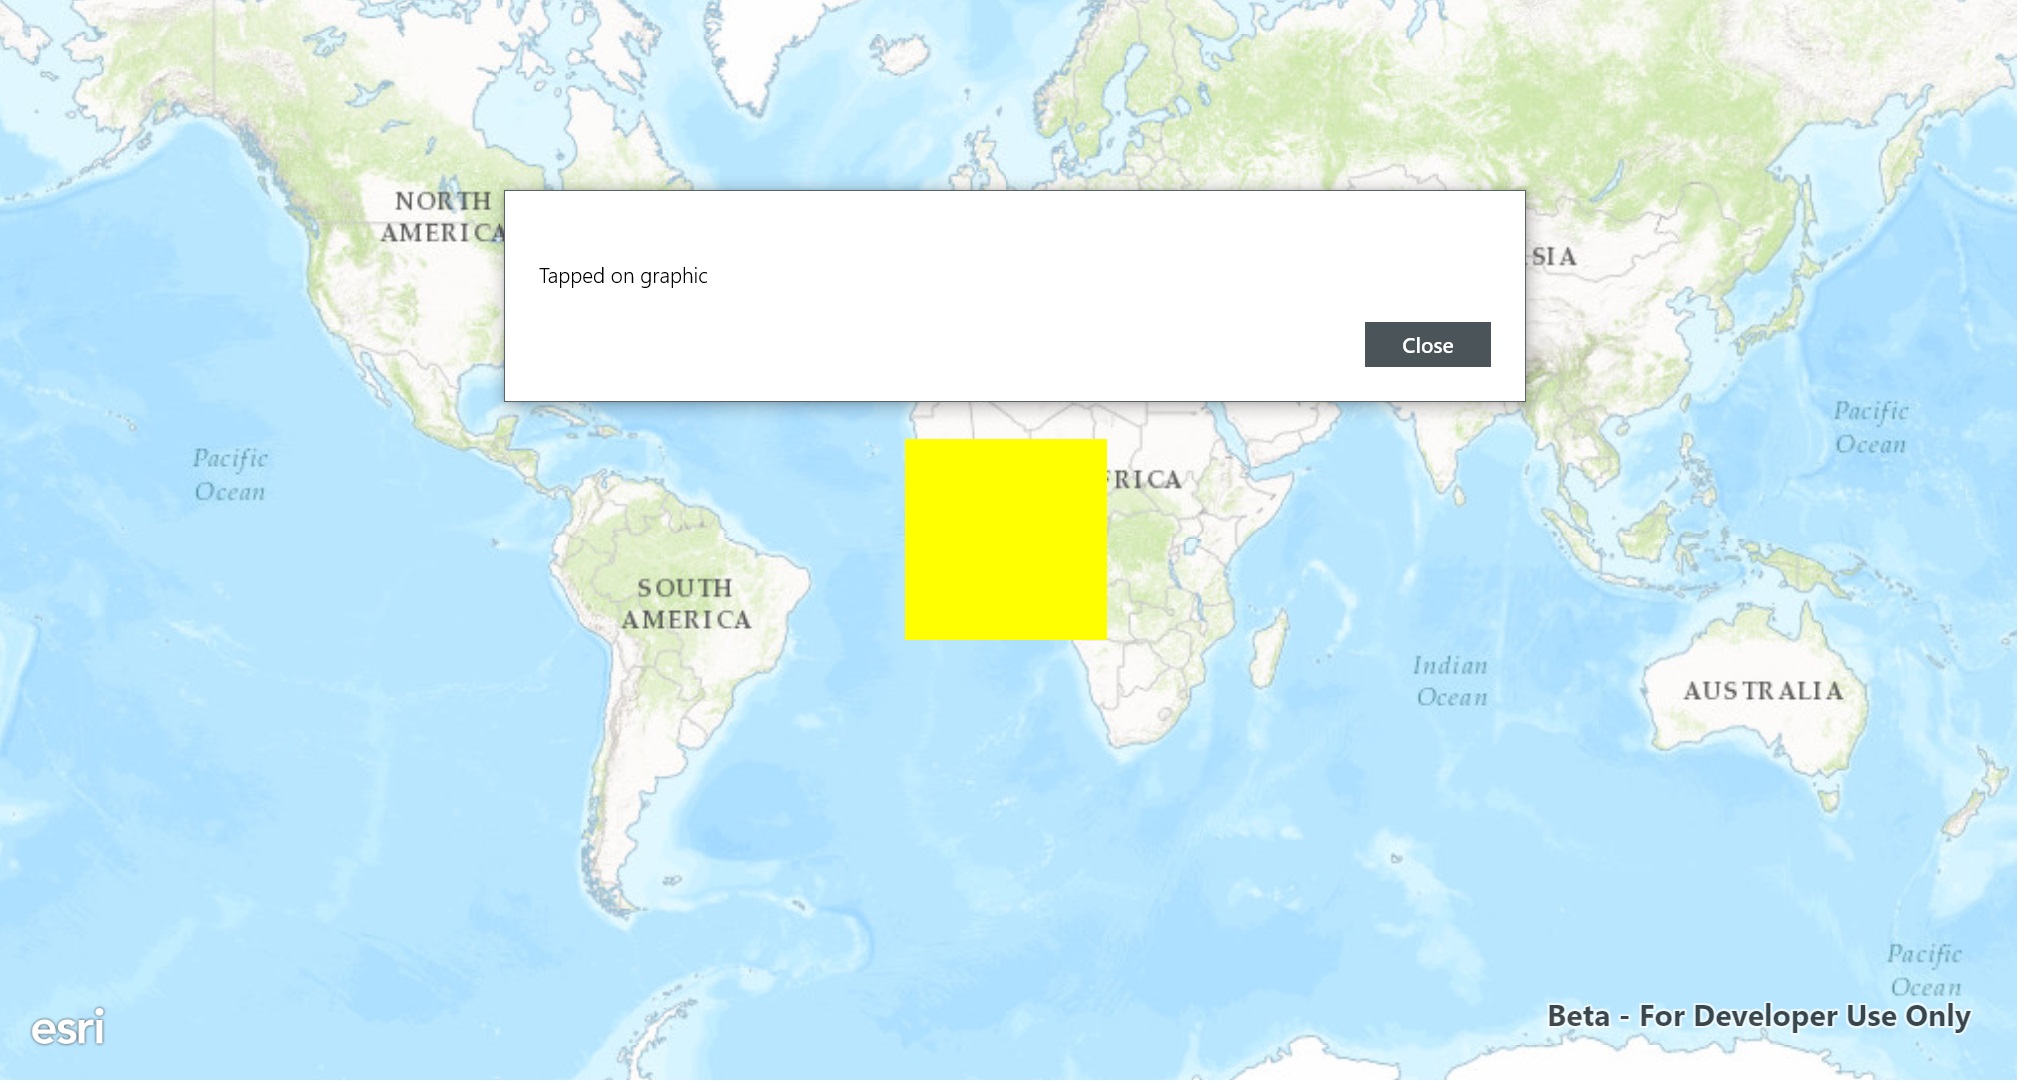 NORTH
AMERICA
Tapped on graphic
Close
SIA
Pacific
Ocean
Pacific
Ocean
FRICA
SOUTH
AMERICA
Indian
Ocean
AUSTRALIA
Pacific
Ocean
esri
Beta - For Developer Use Only